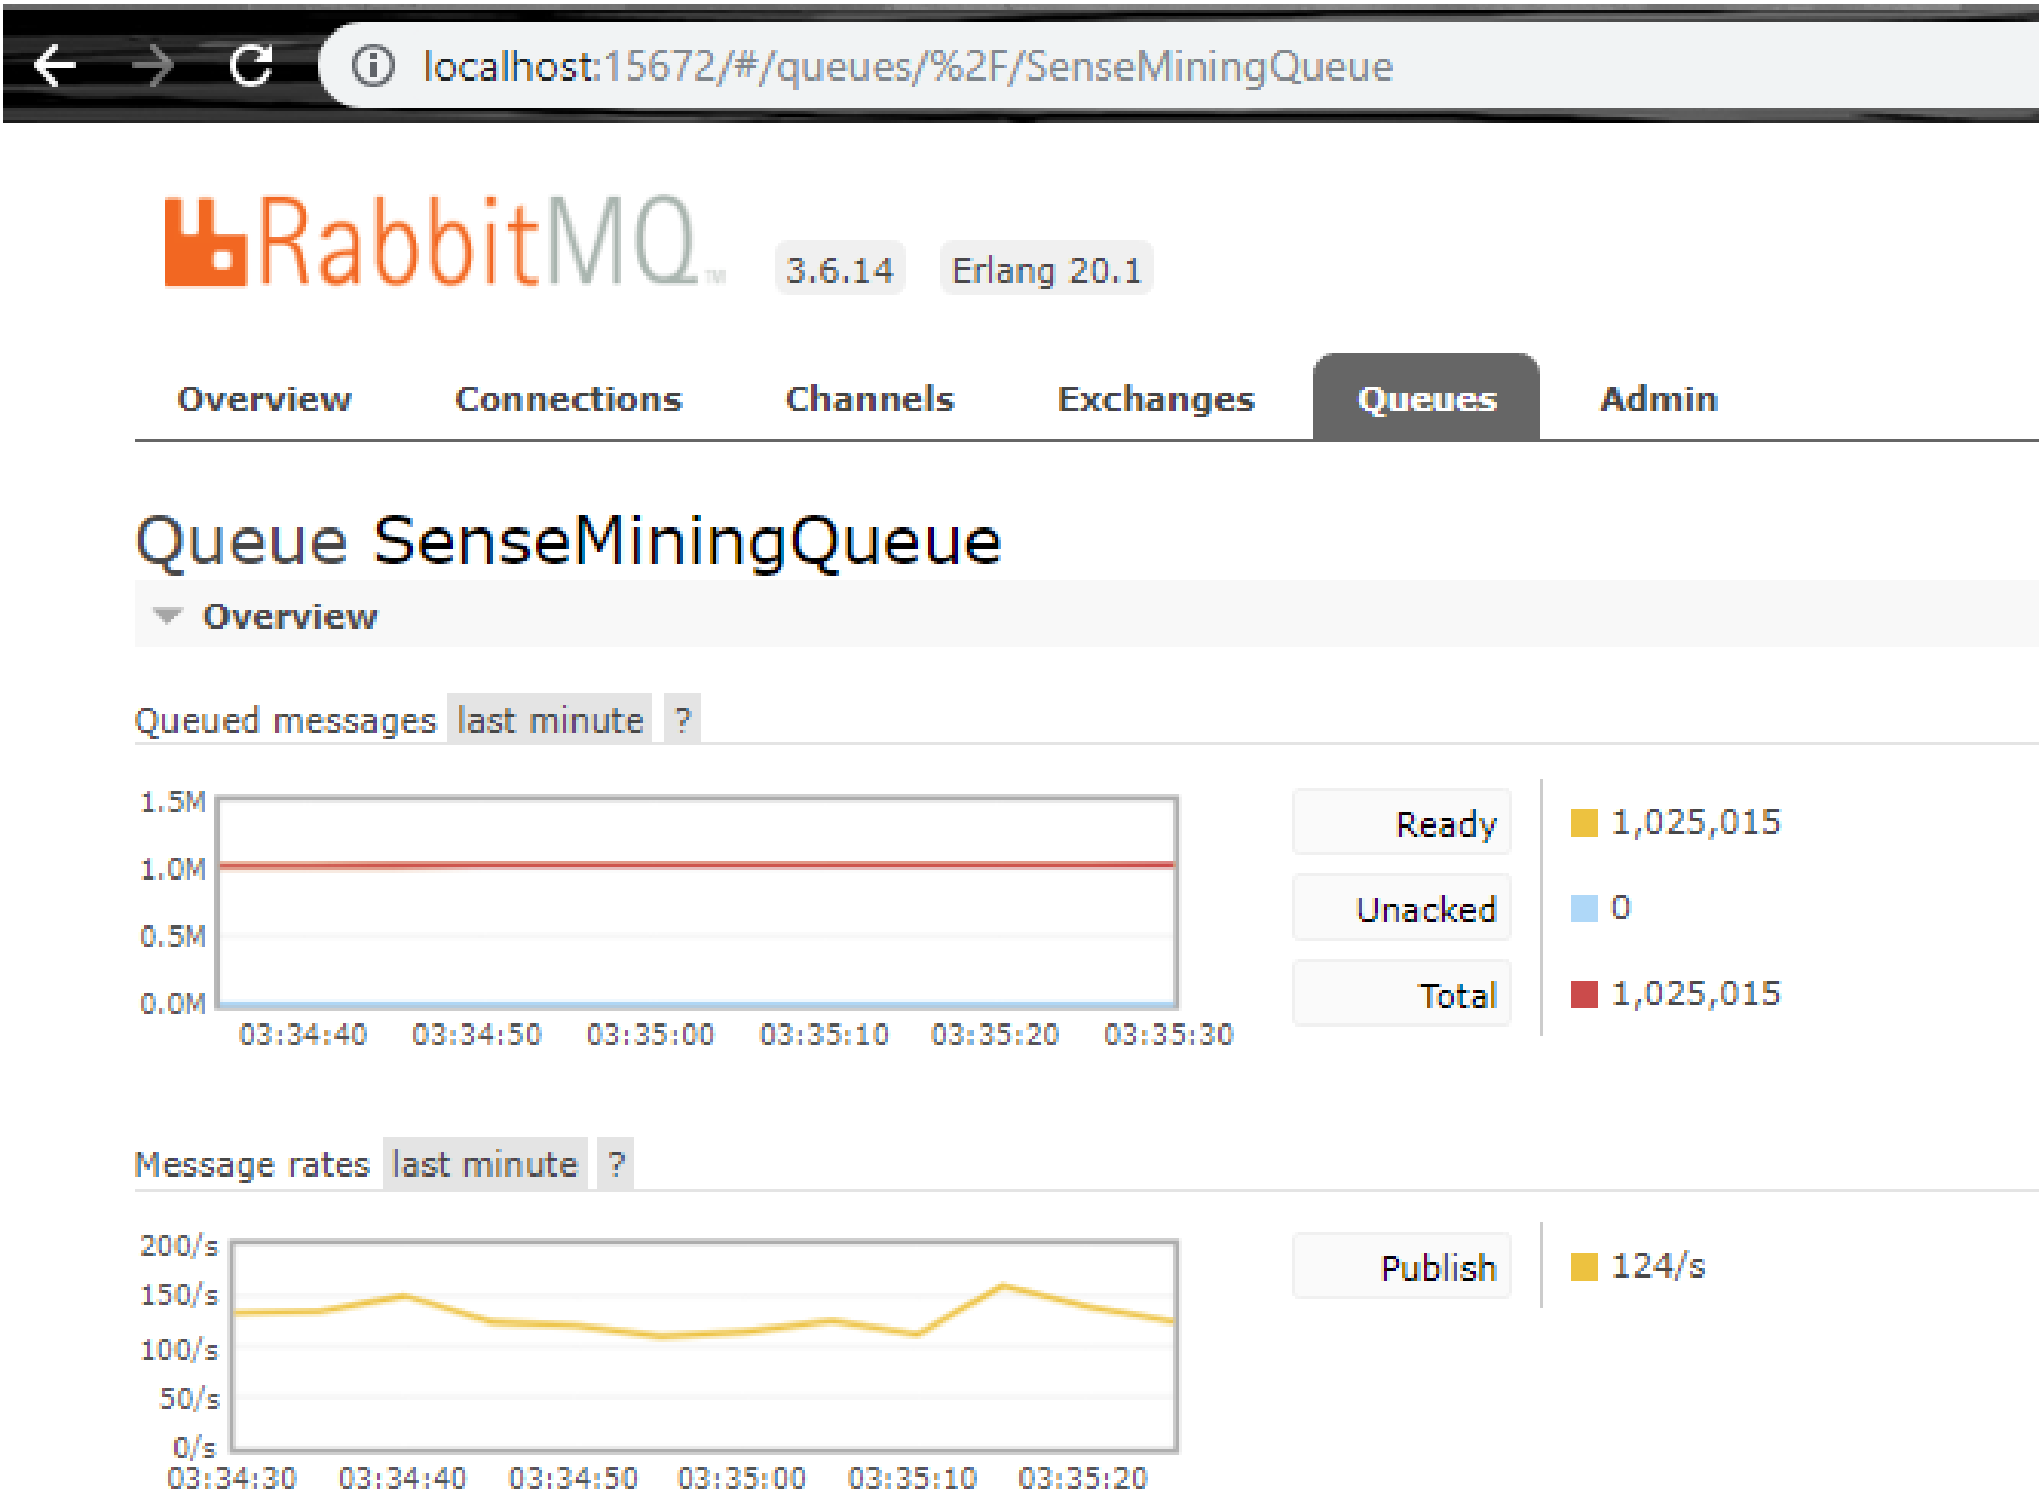 localhost:15672/#/queues/%2F/SenseMiningQueue
RabbitMQ TM 3.6.14 Erlang 20.1
Overview Connections Channels Exchanges Queues Admin
Queue SenseMiningQueue
Overview
Queued messages last minute ?
1.5M
1.0M
0.5M
0.0M
03:34:40 03:34:50 03:35:00 03:35:10 03:35:20 03:35:30
Ready 1,025,015
Unacked 0
Total 1,025,015
Message rates last minute ?
200/s
150/s
100/s
50/s
0/s
03:34:30 03:34:40 03:34:50 03:35:00 03:35:10 03:35:20
Publish 124/s